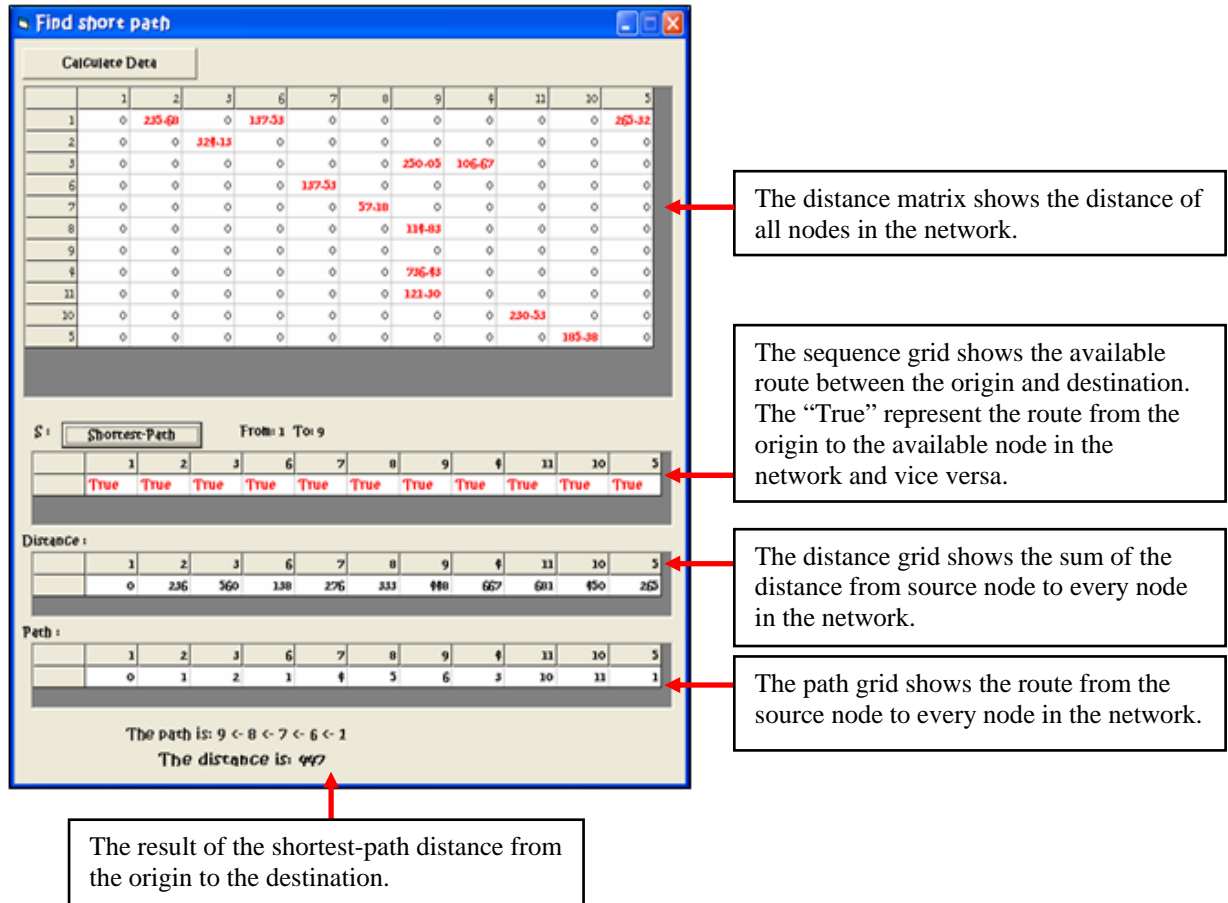 Find short path
Calculate Data
1 2 3 6 7 8 9 4 11 10 5
1 0 235.68 0 137.53 0 0 0 0 0 0 265.32
2 0 0 324.13 0 0 0 0 0 0 0 0
3 0 0 0 0 0 0 250.05 106.67 0 0 0
6 0 0 0 0 137.53 0 0 0 0 0 0
7 0 0 0 0 0 57.18 0 0 0 0 0
8 0 0 0 0 0 0 114.83 0 0 0 0
9 0 0 0 0 0 0 0 0 0 0 0
4 0 0 0 0 0 0 736.43 0 0 0 0
11 0 0 0 0 0 0 121.30 0 0 0 0
10 0 0 0 0 0 0 0 0 230.53 0 0
5 0 0 0 0 0 0 0 0 0 185.38 0
The distance matrix shows the distance of
all nodes in the network.
S : Shortest-Path From: 1 To: 9
1 2 3 6 7 8 9 4 11 10 5
True True True True True True True True True True True
The sequence grid shows the available
route between the origin and destination.
The “True” represent the route from the
origin to the available node in the
network and vice versa.
Distance :
1 2 3 6 7 8 9 4 11 10 5
0 236 560 138 276 333 448 667 681 450 265
The distance grid shows the sum of the
distance from source node to every node
in the network.
Path :
1 2 3 6 7 8 9 4 11 10 5
0 1 2 1 4 5 6 3 10 11 1
The path grid shows the route from the
source node to every node in the network.
The path is: 9 <- 8 <- 7 <- 6 <- 1
The distance is: 447
The result of the shortest-path distance from
the origin to the destination.